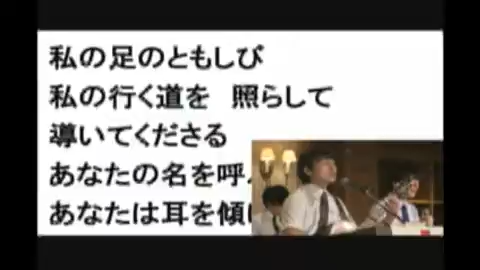 私の足のともしび
私の行く道を 照らして
導いてくださる
あなたの名を呼
あなたは耳を傾